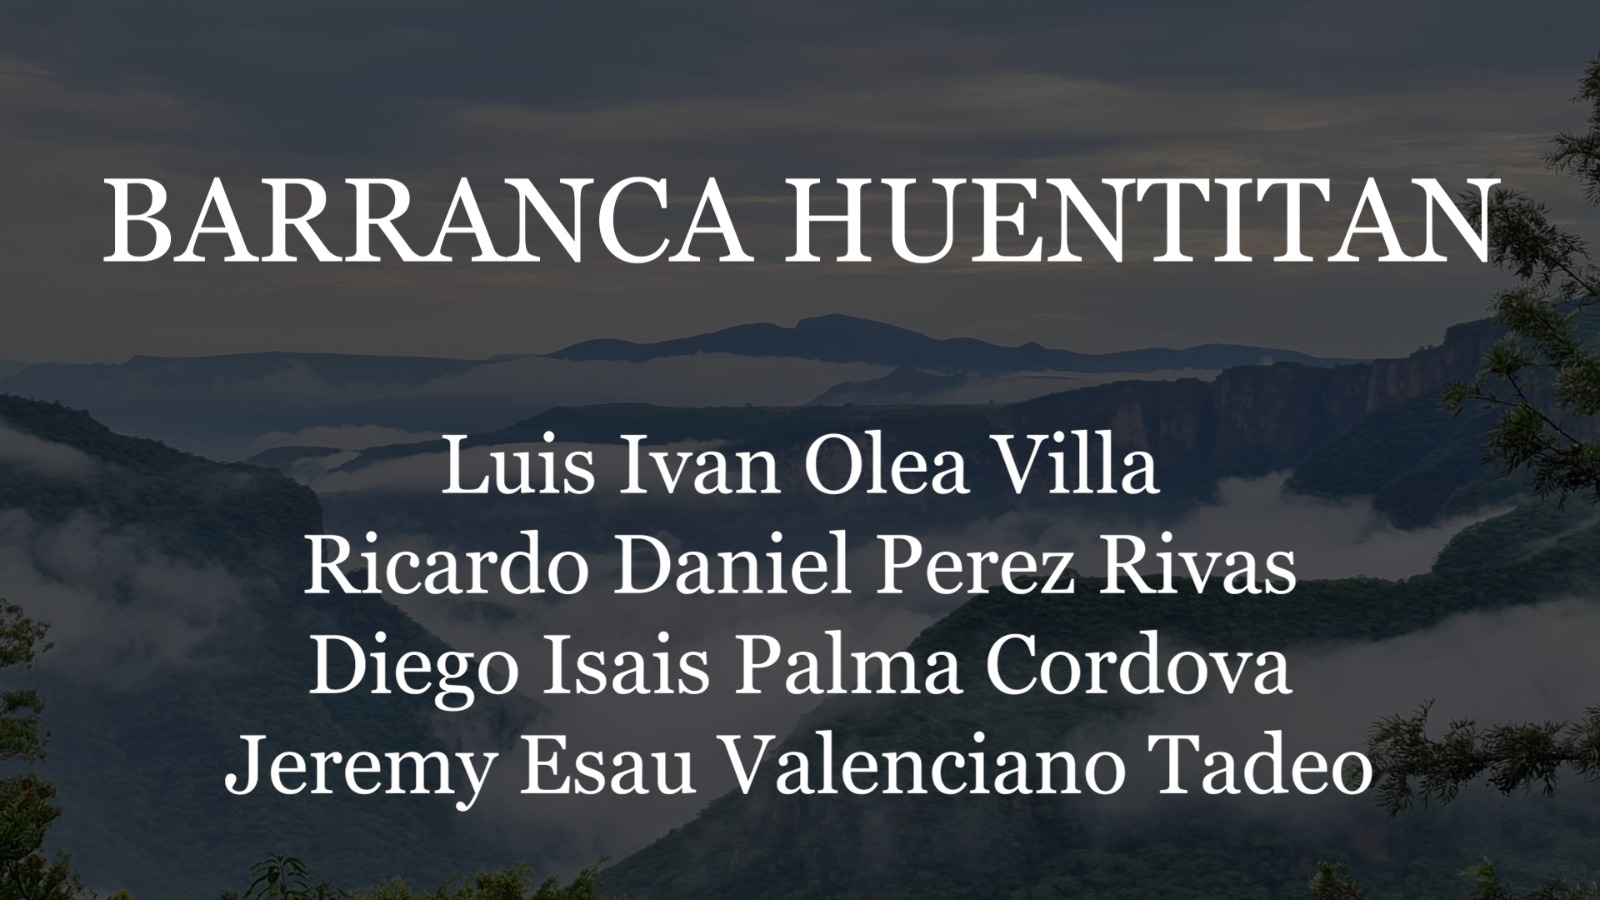 BARRANCA HUENTITAN
Luis Ivan Olea Villa
Ricardo Daniel Perez Rivas
Diego Isais Palma Cordova
Jeremy Esau Valenciano Tadeo